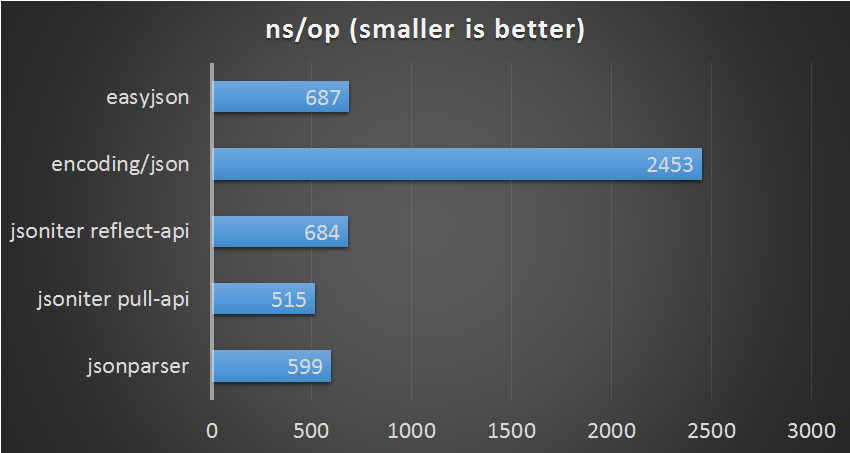 ns/op (smaller is better)
easyjson 687
encoding/json 2453
jsoniter reflect-api 684
jsoniter pull-api 515
jsonparser 599
0 500 1000 1500 2000 2500 3000